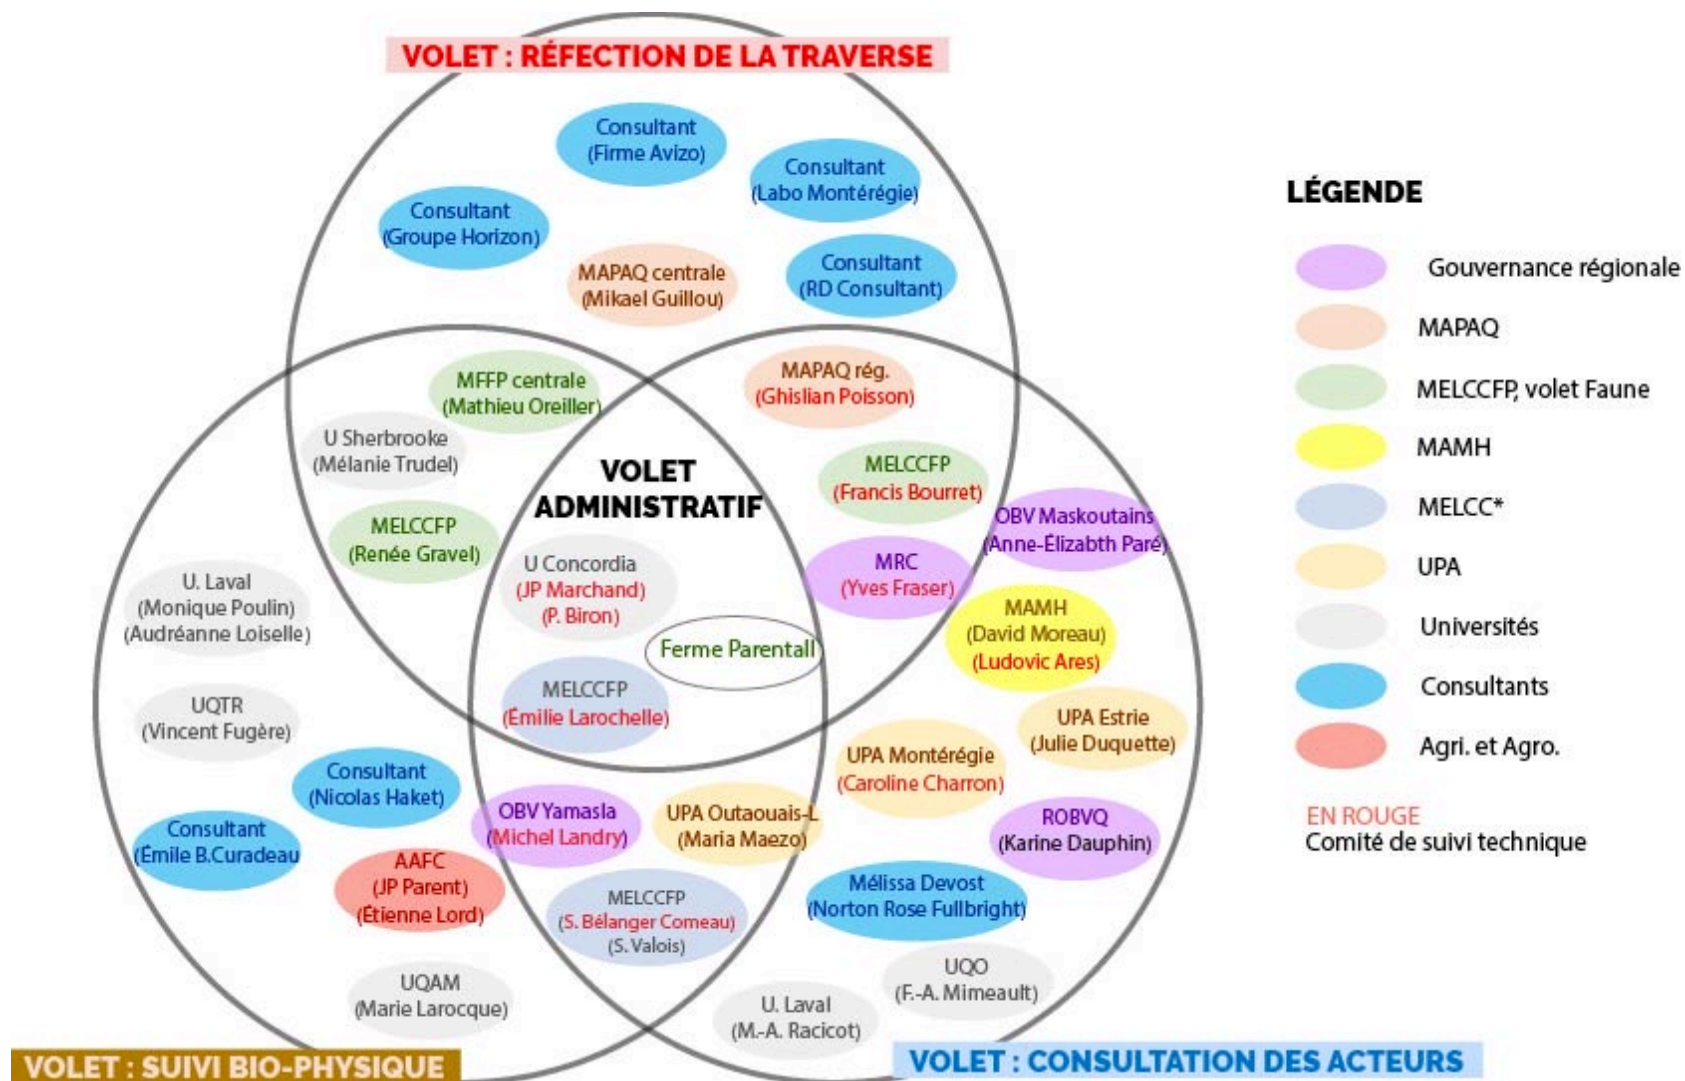 VOLET : RÉFECTION DE LA TRAVERSE
Consultant
(Firme Avizo)
Consultant
(Labo Montérégie)
Consultant
(Groupe Horizon)
MAPAQ centrale
(Mikael Guillou)
Consultant
(RD Consultant)
MFFP centrale
(Mathieu Oreiller)
MAPAQ rég.
(Ghislian Poisson)
U Sherbrooke
(Mélanie Trudel)
VOLET
ADMINISTRATIF
MELCCFP
(Francis Bourret)
MELCCFP
(Renée Gravel)
OBV Maskoutains
(Anne-Élizabth Paré)
U Concordia
(JP Marchand)
(P. Biron)
MRC
(Yves Fraser)
U. Laval
(Monique Poulin)
(Audréanne Loiselle)
MAMH
(David Moreau)
(Ludovic Ares)
Ferme Parentall
MELCCFP
(Émilie Larochelle)
UQTR
(Vincent Fugère)
UPA Estrie
(Julie Duquette)
UPA Montérégie
(Caroline Charron)
Consultant
(Nicolas Haket)
OBV Yamasla
(Michel Landry)
UPA Outaouais-L
(Maria Maezo)
ROBVQ
(Karine Dauphin)
Consultant
(Émile B.Curadeau
AAFC
(JP Parent)
(Étienne Lord)
MELCCFP
(S. Bélanger Comeau)
(S. Valois)
Mélissa Devost
(Norton Rose Fullbright)
UQAM
(Marie Larocque)
UQO
(F.-A. Mimeault)
U. Laval
(M.-A. Racicot)
VOLET : SUIVI BIO-PHYSIQUE
VOLET : CONSULTATION DES ACTEURS
LÉGENDE
Gouvernance régionale
MAPAQ
MELCCFP, volet Faune
MAMH
MELCC*
UPA
Universités
Consultants
Agri. et Agro.
EN ROUGE
Comité de suivi technique